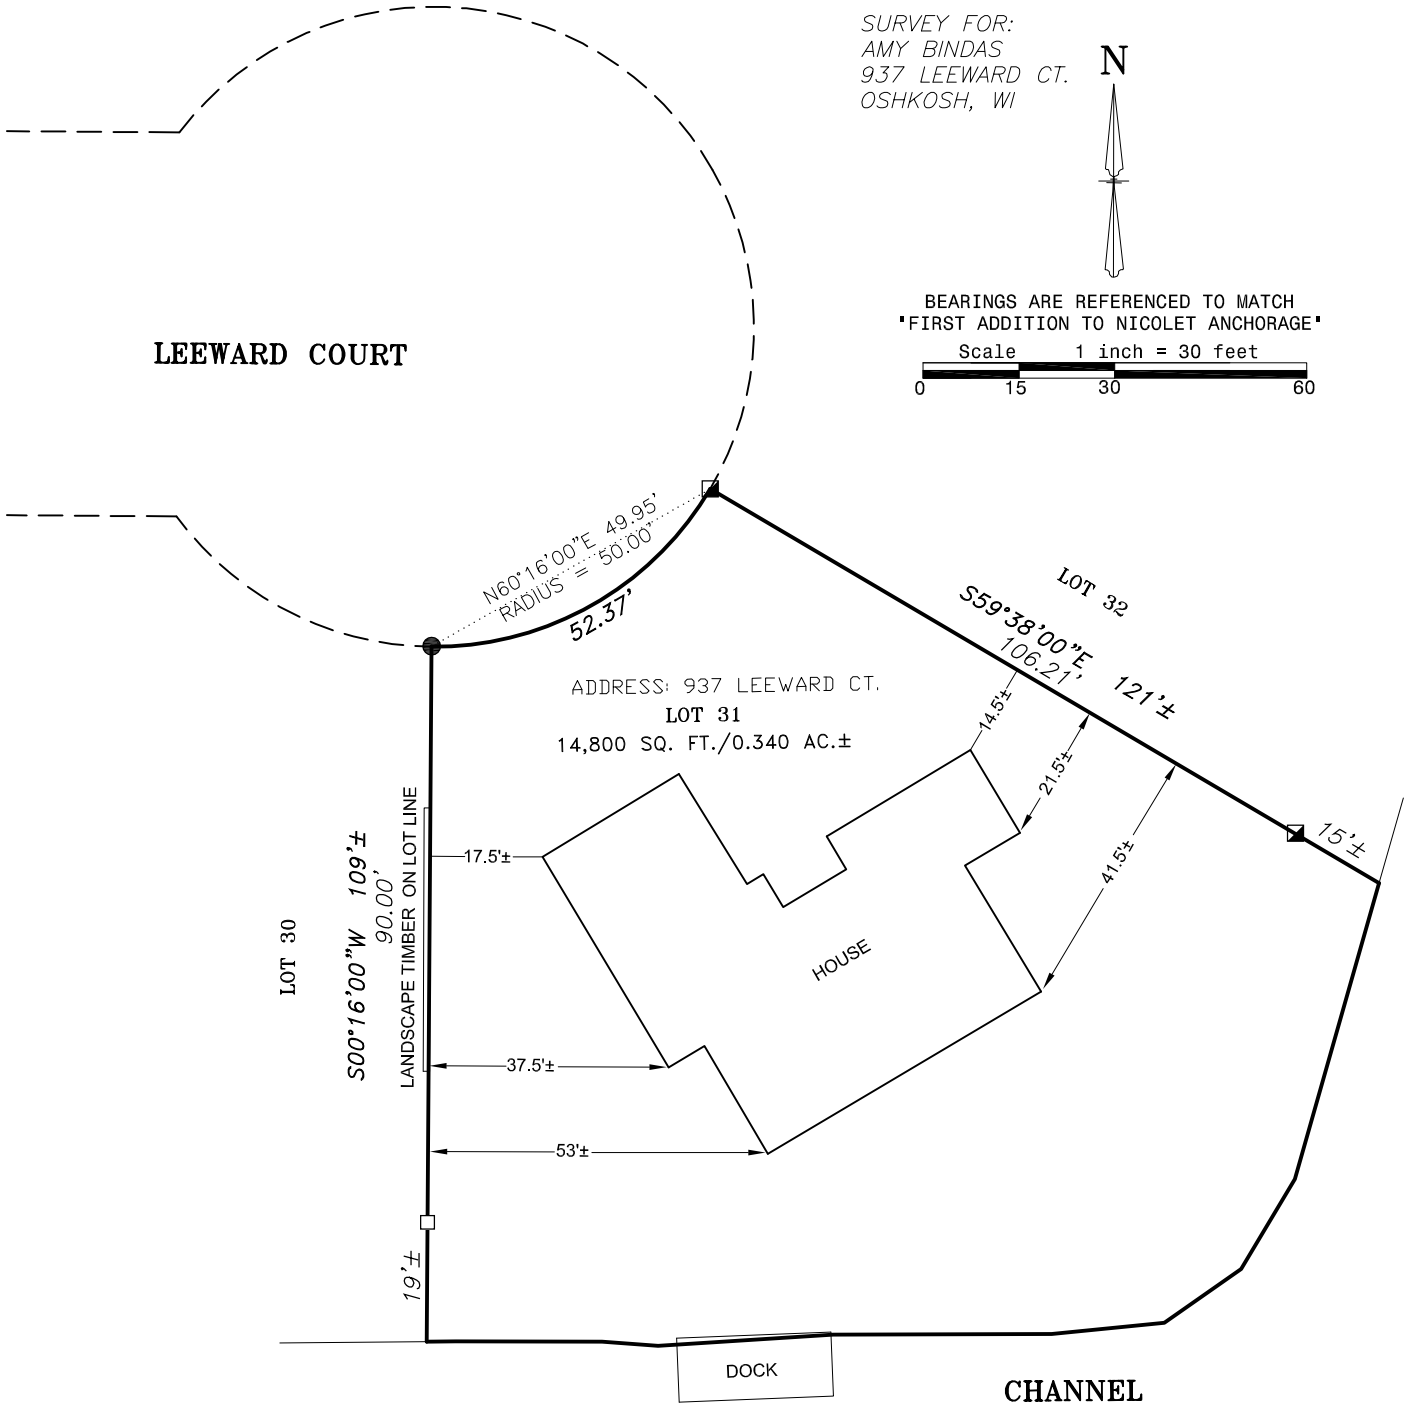 SURVEY FOR:
AMY BINDAS
937 LEEWARD CT.
OSHKOSH, WI
N
BEARINGS ARE REFERENCED TO MATCH
"FIRST ADDITION TO NICOLET ANCHORAGE"
Scale 1 inch = 30 feet
0 15 30 60
LEEWARD COURT
N60°16'00"E 49.95'
RADIUS = 50.00'
52.37'
LOT 32
S59°38'00"E 121'±
106.21'
15'±
ADDRESS: 937 LEEWARD CT.
LOT 31
14,800 SQ. FT./0.340 AC.±
14.5'±
21.5'±
41.5'±
17.5'±
HOUSE
LOT 30
S00°16'00"W 109'±
90.00'
LANDSCAPE TIMBER ON LOT LINE
37.5'±
53'±
19'±
DOCK
CHANNEL